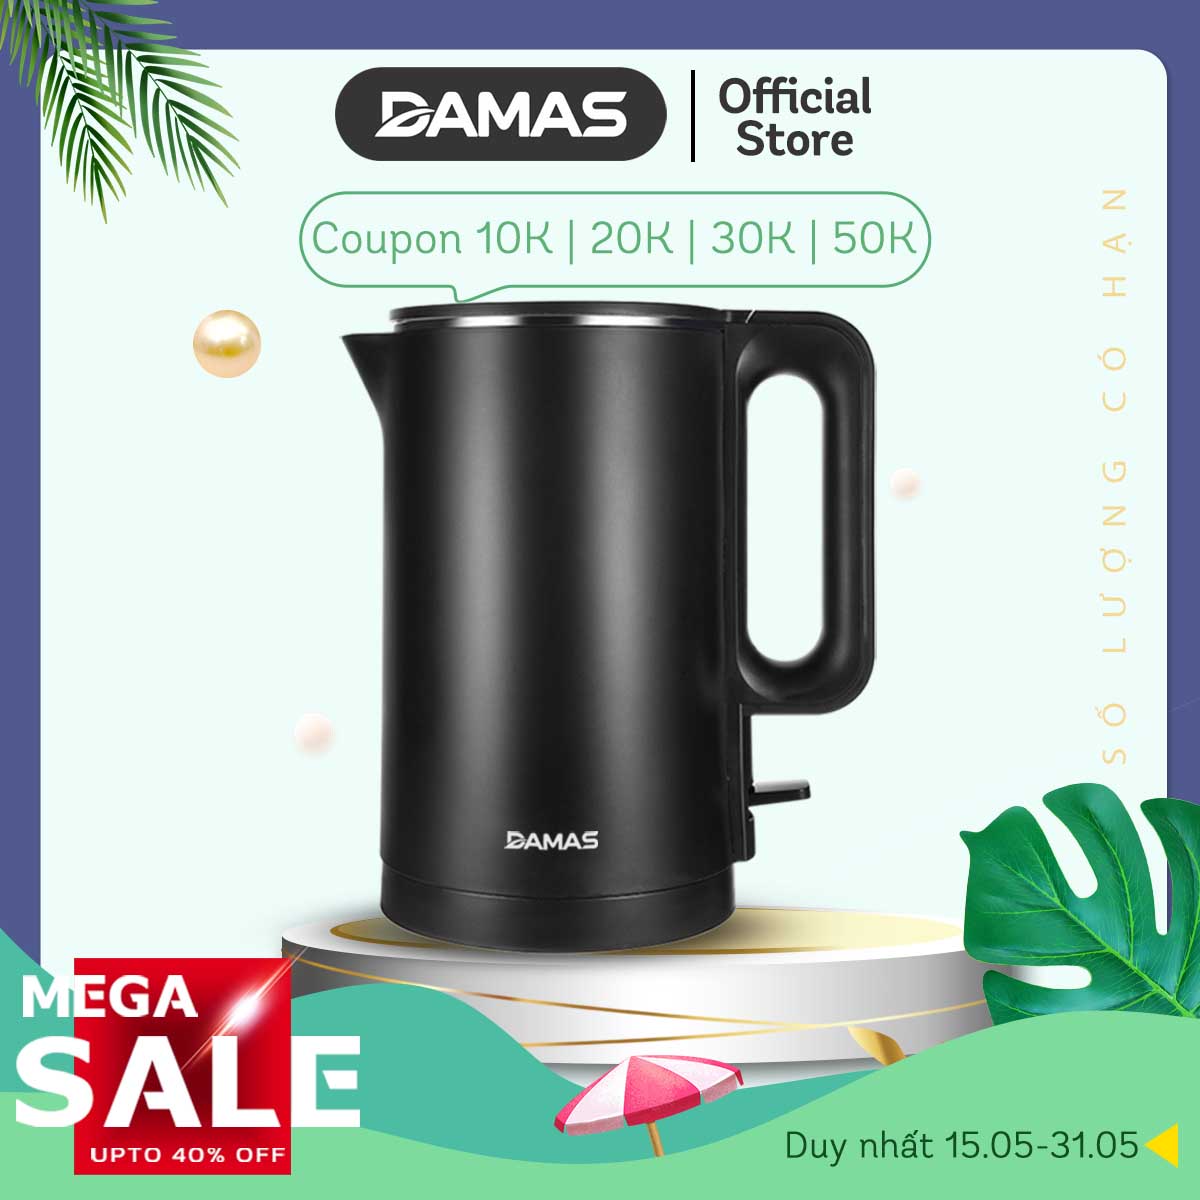 DAMAS
Official
Store
Coupon 10K | 20K | 30K | 50K
SỐ LƯỢNG CÓ HẠN
DAMAS
MEGA
SALE
UPTO 40% OFF
Duy nhất 15.05-31.05